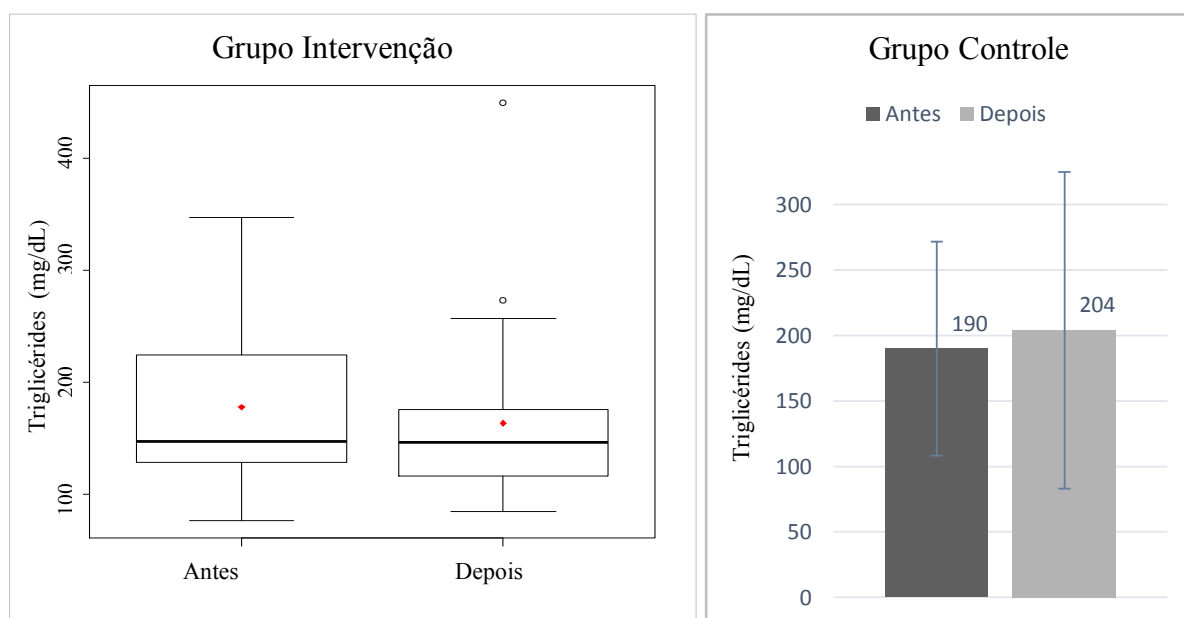 Grupo Intervenção
Triglicérides (mg/dL)
400
300
200
100
Antes
Depois
Grupo Controle
Antes
Depois
Triglicérides (mg/dL)
300
250
200
150
100
50
0
190
204